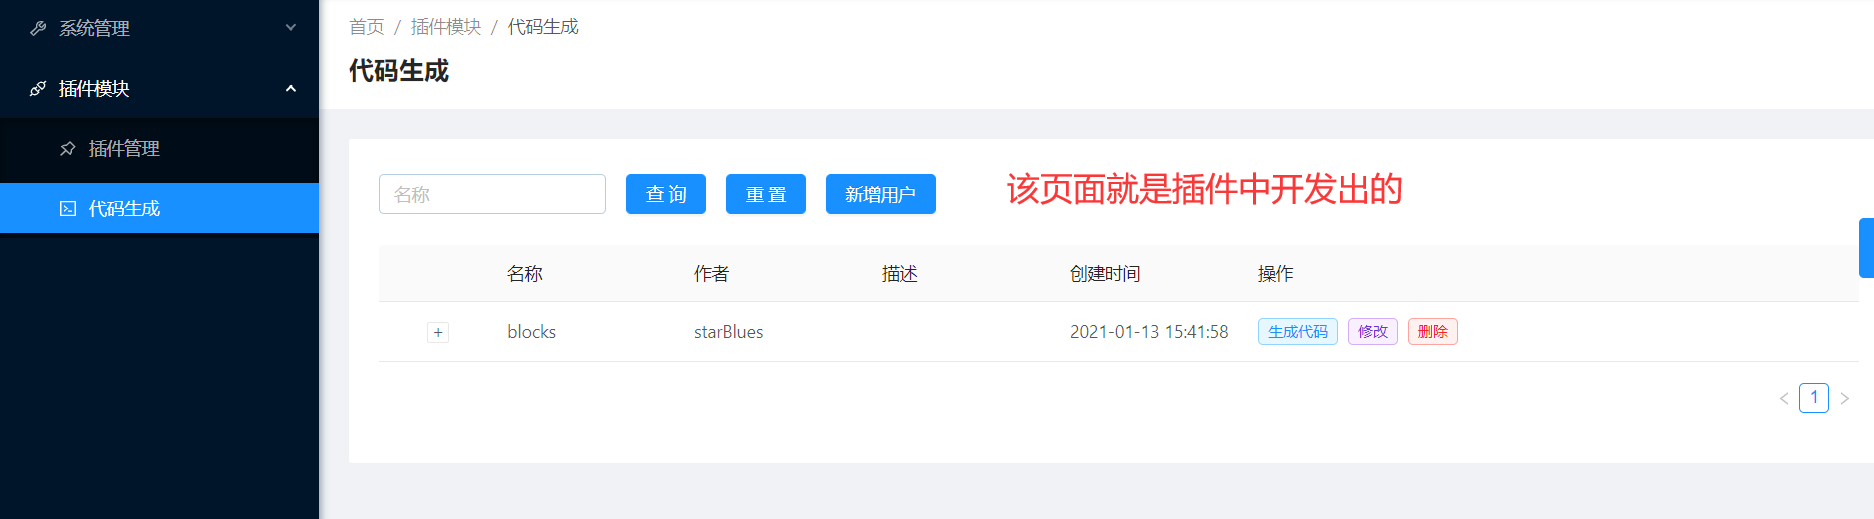 系统管理
插件模块
插件管理
代码生成
首页 / 插件模块 / 代码生成
代码生成
名称 查 询 重 置 新增用户 该页面就是插件中开发出的
名称 作者 描述 创建时间 操作
+ blocks starBlues 2021-01-13 15:41:58 生成代码 修改 删除
< 1 >